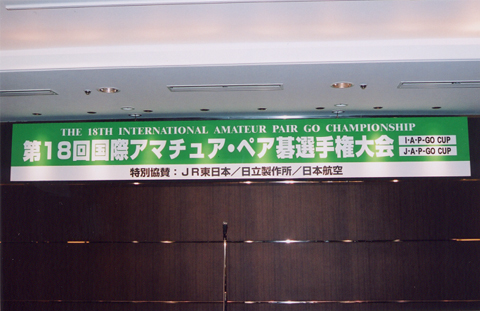 THE 18TH INTERNATIONAL AMATEUR PAIR GO CHAMPIONSHIP
第18回国際アマチュア・ペア碁選手権大会
I・A・P・GO CUP
J・A・P・GO CUP
特別協賛：JR東日本／日立製作所／日本航空